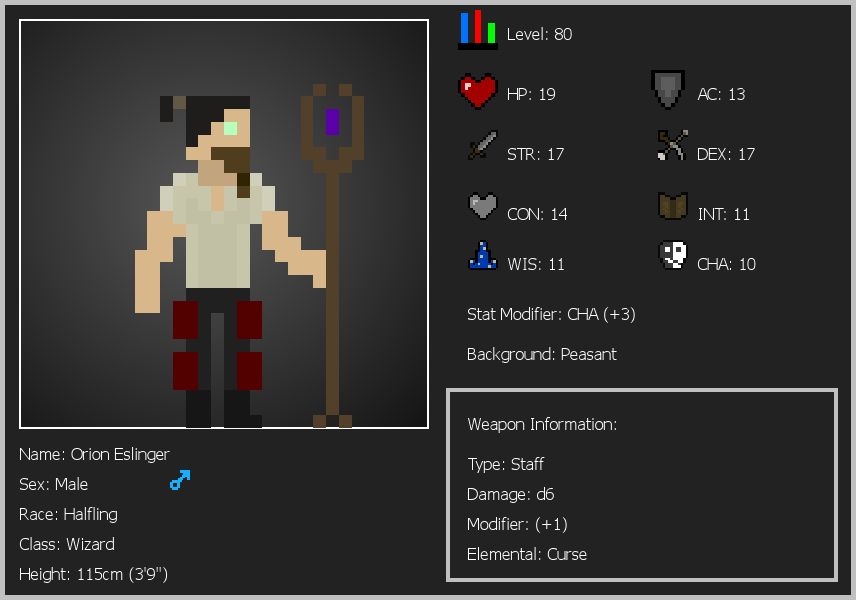 Level: 80
HP: 19
AC: 13
STR: 17
DEX: 17
CON: 14
INT: 11
WIS: 11
CHA: 10
Stat Modifier: CHA (+3)
Background: Peasant
Weapon Information:
Type: Staff
Damage: d6
Modifier: (+1)
Elemental: Curse
Name: Orion Eslinger
Sex: Male
Race: Halfling
Class: Wizard
Height: 115cm (3'9")